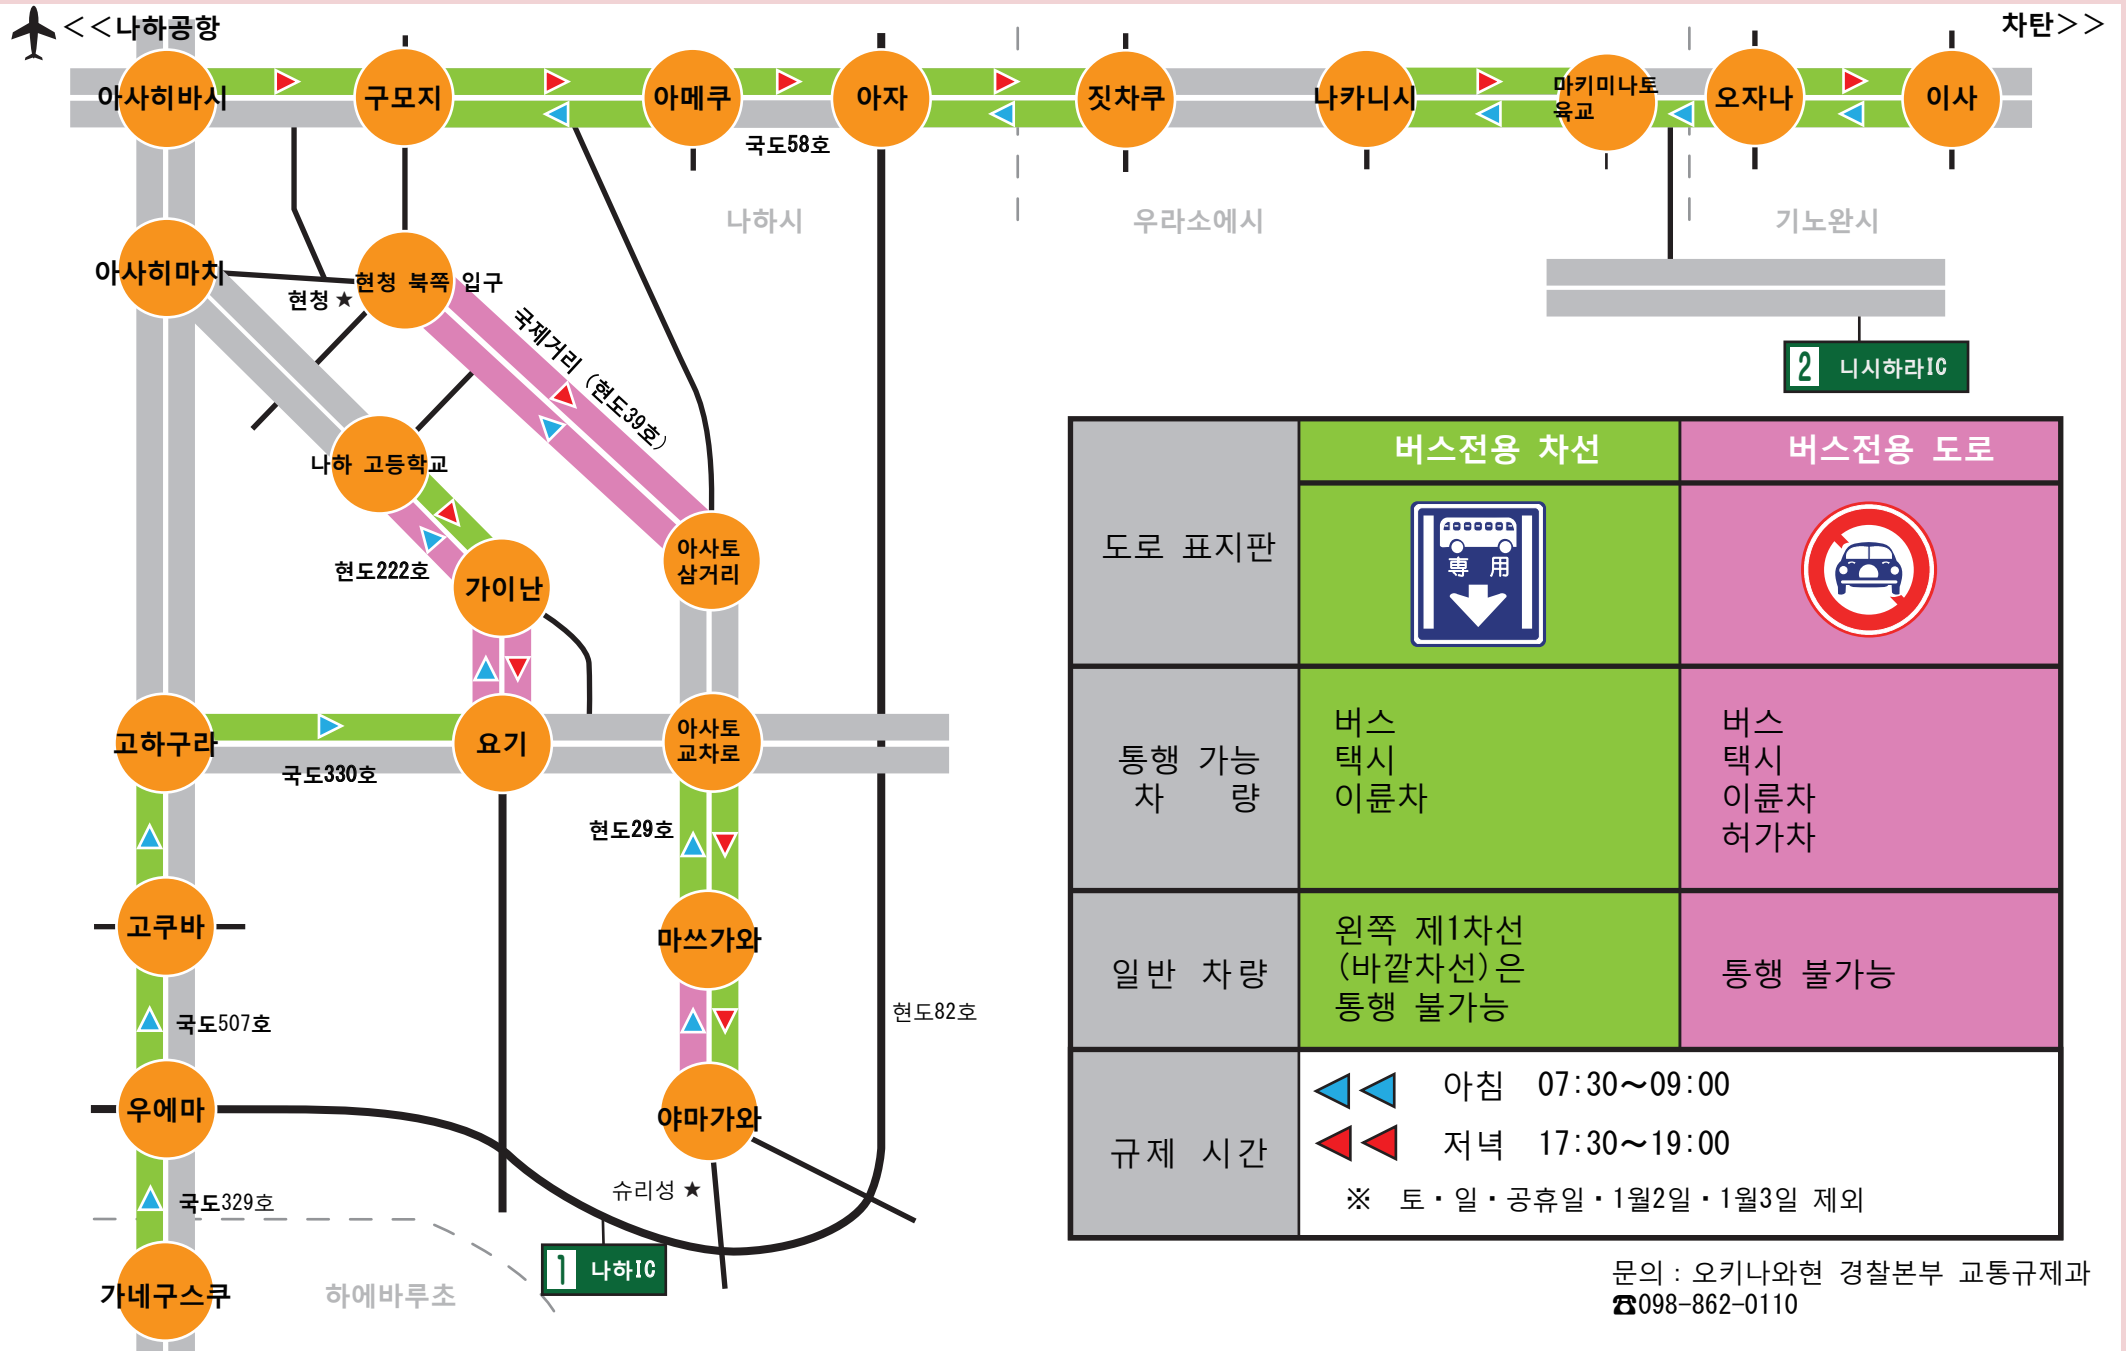 <<나하공항
차탄>>
아사히바시
구모지
아메쿠
아자
짓차쿠
나카니시
마키미나토
육교
오자나
이사
국도58호
나하시
우라소에시
기노완시
아사히마치
현청 북쪽 입구
현청 ★
국제거리 (현도39호)
2 니시하라IC
나하 고등학교
현도222호
가이난
아사토
삼거리
고하구라
국도330호
요기
아사토
교차로
현도29호
고쿠바
마쓰가와
국도507호
현도82호
우에마
야마가와
슈리성 ★
국도329호
1 나하IC
가네구스쿠
하에바루초
도로 표지판
버스전용 차선
버스전용 도로
専 用
통행 가능
차 량
버스
택시
이륜차
버스
택시
이륜차
허가차
일반 차량
왼쪽 제1차선
(바깥차선)은
통행 불가능
통행 불가능
규제 시간
아침 07:30～09:00
저녁 17:30～19:00
※ 토・일・공휴일・1월2일・1월3일 제외
문의 : 오키나와현 경찰본부 교통규제과
☎098-862-0110